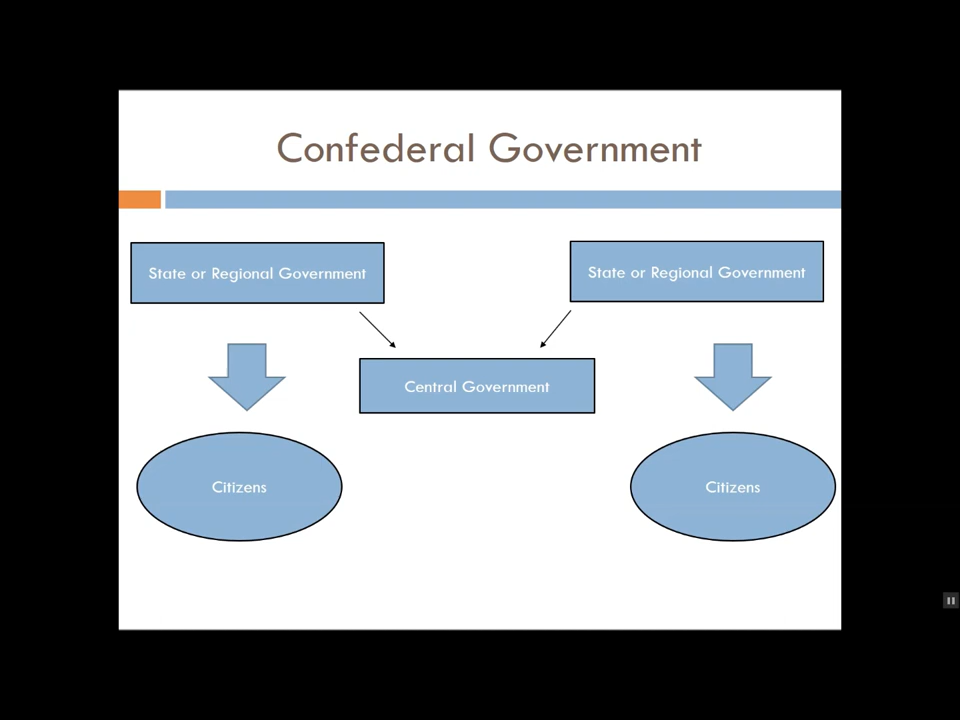 Confederal Government
State or Regional Government
State or Regional Government
Central Government
Citizens
Citizens